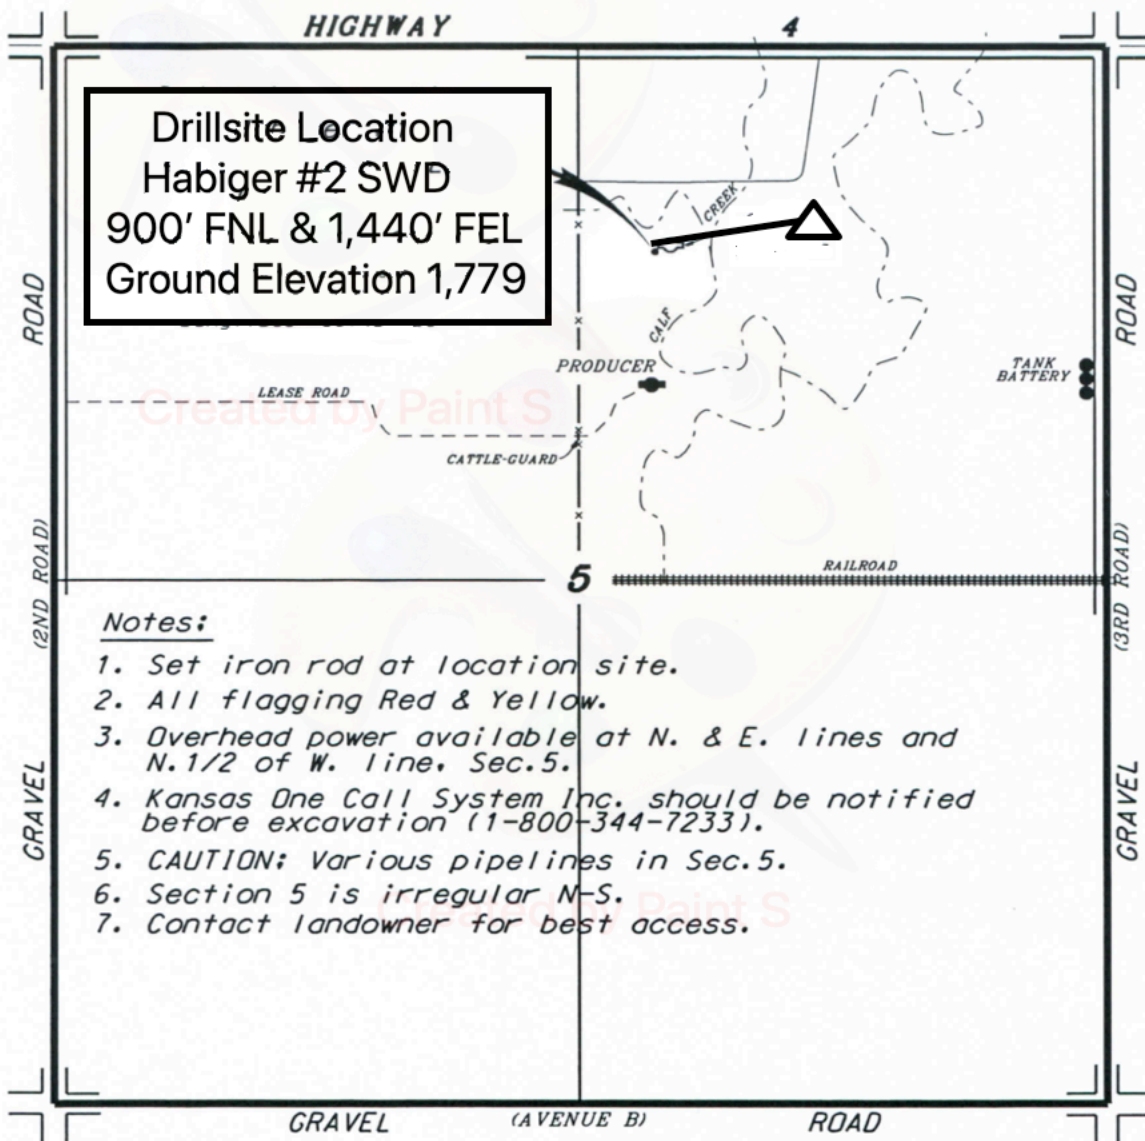 HIGHWAY 4
Drillsite Location
Habiger #2 SWD
900' FNL & 1,440' FEL
Ground Elevation 1,779
ROAD
ROAD
CREEK
CALF
PRODUCER
TANK
BATTERY
LEASE ROAD
Created by Paint S
CATTLE-GUARD
(2ND ROAD)
5
RAILROAD
(3RD ROAD)
Notes:
1. Set iron rod at location site.
2. All flagging Red & Yellow.
3. Overhead power available at N. & E. lines and
N.1/2 of W. line, Sec.5.
4. Kansas One Call System Inc. should be notified
before excavation (1-800-344-7233).
5. CAUTION: Various pipelines in Sec.5.
6. Section 5 is irregular N-S.
7. Contact landowner for best access.
Created by Paint S
GRAVEL
GRAVEL
GRAVEL (AVENUE B) ROAD